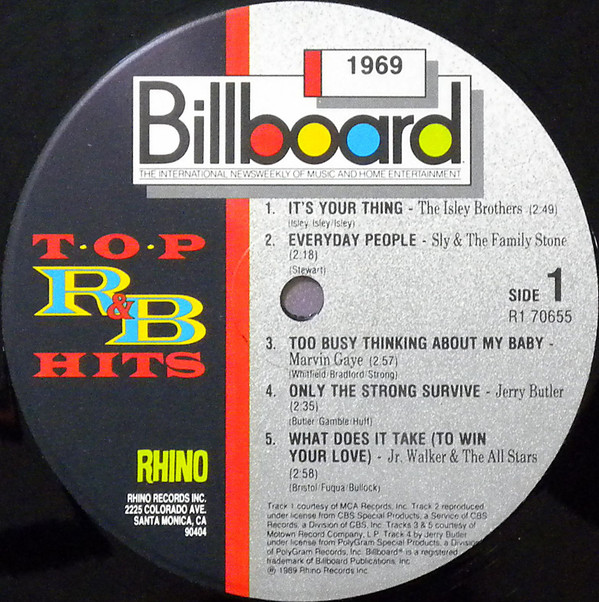 1969
Billboard
THE INTERNATIONAL NEWSWEEKLY OF MUSIC AND HOME ENTERTAINMENT
T·O·P
R&B
HITS
RHINO
RHINO RECORDS INC.
2225 COLORADO AVE.
SANTA MONICA, CA
90404
1. IT'S YOUR THING - The Isley Brothers (2:49)
(Isley/Isley/Isley)
2. EVERYDAY PEOPLE - Sly & The Family Stone
(2:18)
(Stewart)
SIDE 1
R1 70655
3. TOO BUSY THINKING ABOUT MY BABY -
Marvin Gaye (2:57)
(Whitfield/Bradford/Strong)
4. ONLY THE STRONG SURVIVE - Jerry Butler
(2:35)
(Butler/Gamble/Huff)
5. WHAT DOES IT TAKE (TO WIN
YOUR LOVE) - Jr. Walker & The All Stars
(2:58)
(Bristol/Fuqua/Bullock)
Track 1 courtesy of MCA Records, Inc. Track 2 reproduced
under license from CBS Special Products, a Service of CBS
Records, a Division of CBS, Inc. Tracks 3 & 5 courtesy of
Motown Record Company, L.P. Track 4 by Jerry Butler
under license from PolyGram Special Products, a Division
of PolyGram Records, Inc. Billboard® is a registered
trademark of Billboard Publications, Inc.
℗ 1989 Rhino Records Inc.